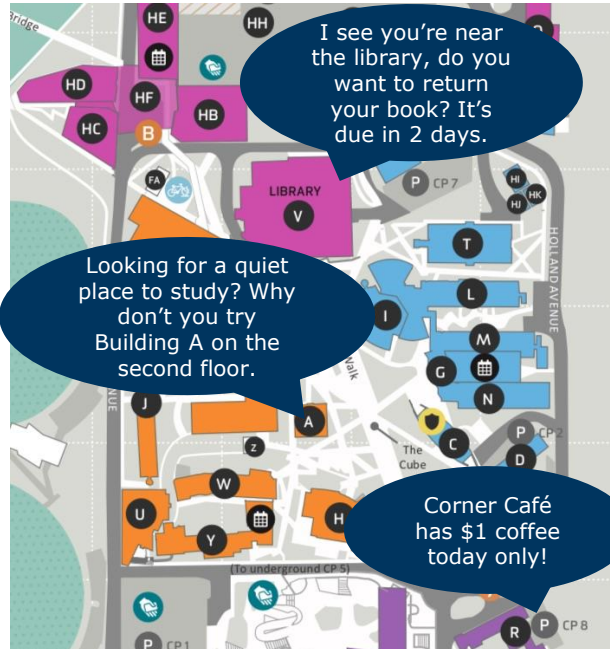 Bridge
HE
HH
I see you’re near
the library, do you
want to return
your book? It’s
due in 2 days.
HD
HF
HC
HB
B
FA
LIBRARY
V
P CP 7
HI
HJ
HK
T
HOLLAND AVENUE
Looking for a quiet
place to study? Why
don’t you try
Building A on the
second floor.
I
L
M
G
N
Walk
J
A
Z
The
Cube
C
P CP 2
D
W
U
Y
H
Corner Café
has $1 coffee
today only!
(To underground CP 5)
P CP 1
R
P CP 8